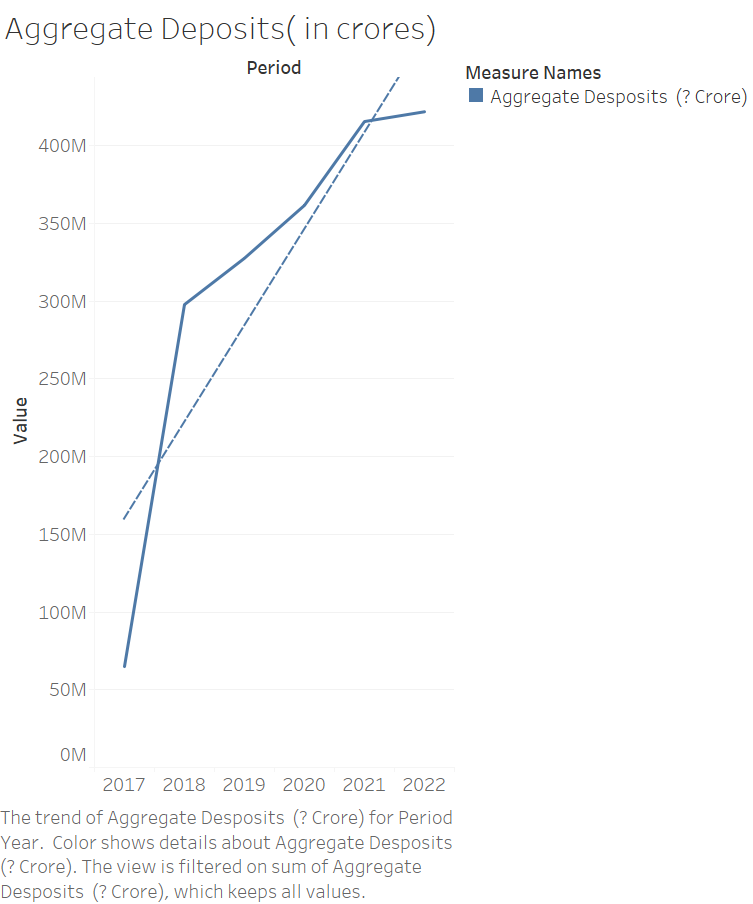 Aggregate Deposits( in crores)
Period
Measure Names
Aggregate Desposits (? Crore)
400M
350M
300M
250M
200M
150M
100M
50M
0M
Value
2017 2018 2019 2020 2021 2022
The trend of Aggregate Desposits (? Crore) for Period
Year. Color shows details about Aggregate Desposits
(? Crore). The view is filtered on sum of Aggregate
Desposits (? Crore), which keeps all values.